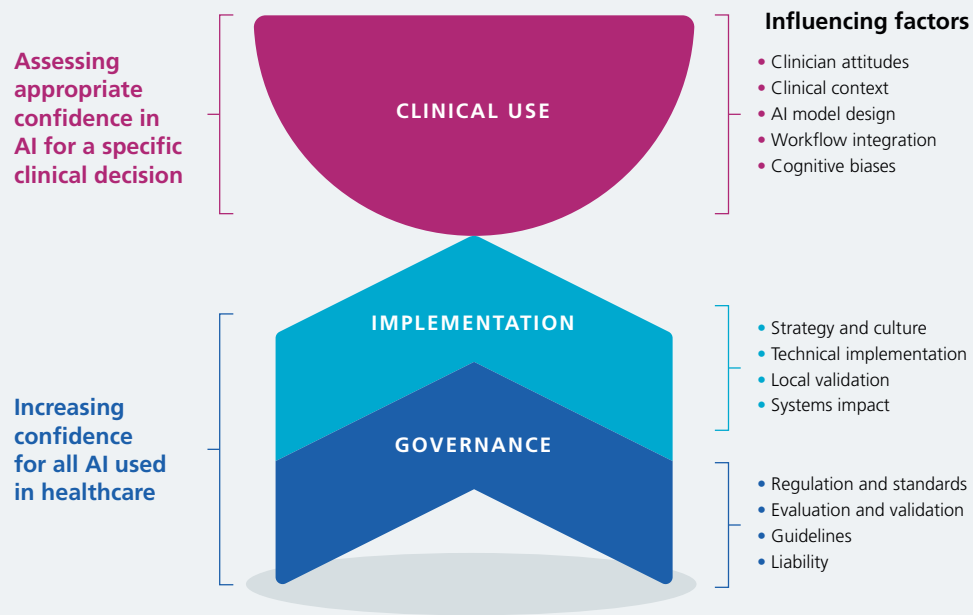 Assessing
appropriate
confidence in
AI for a specific
clinical decision
CLINICAL USE
Influencing factors
• Clinician attitudes
• Clinical context
• AI model design
• Workflow integration
• Cognitive biases
Increasing
confidence
for all AI used
in healthcare
IMPLEMENTATION
• Strategy and culture
• Technical implementation
• Local validation
• Systems impact
GOVERNANCE
• Regulation and standards
• Evaluation and validation
• Guidelines
• Liability